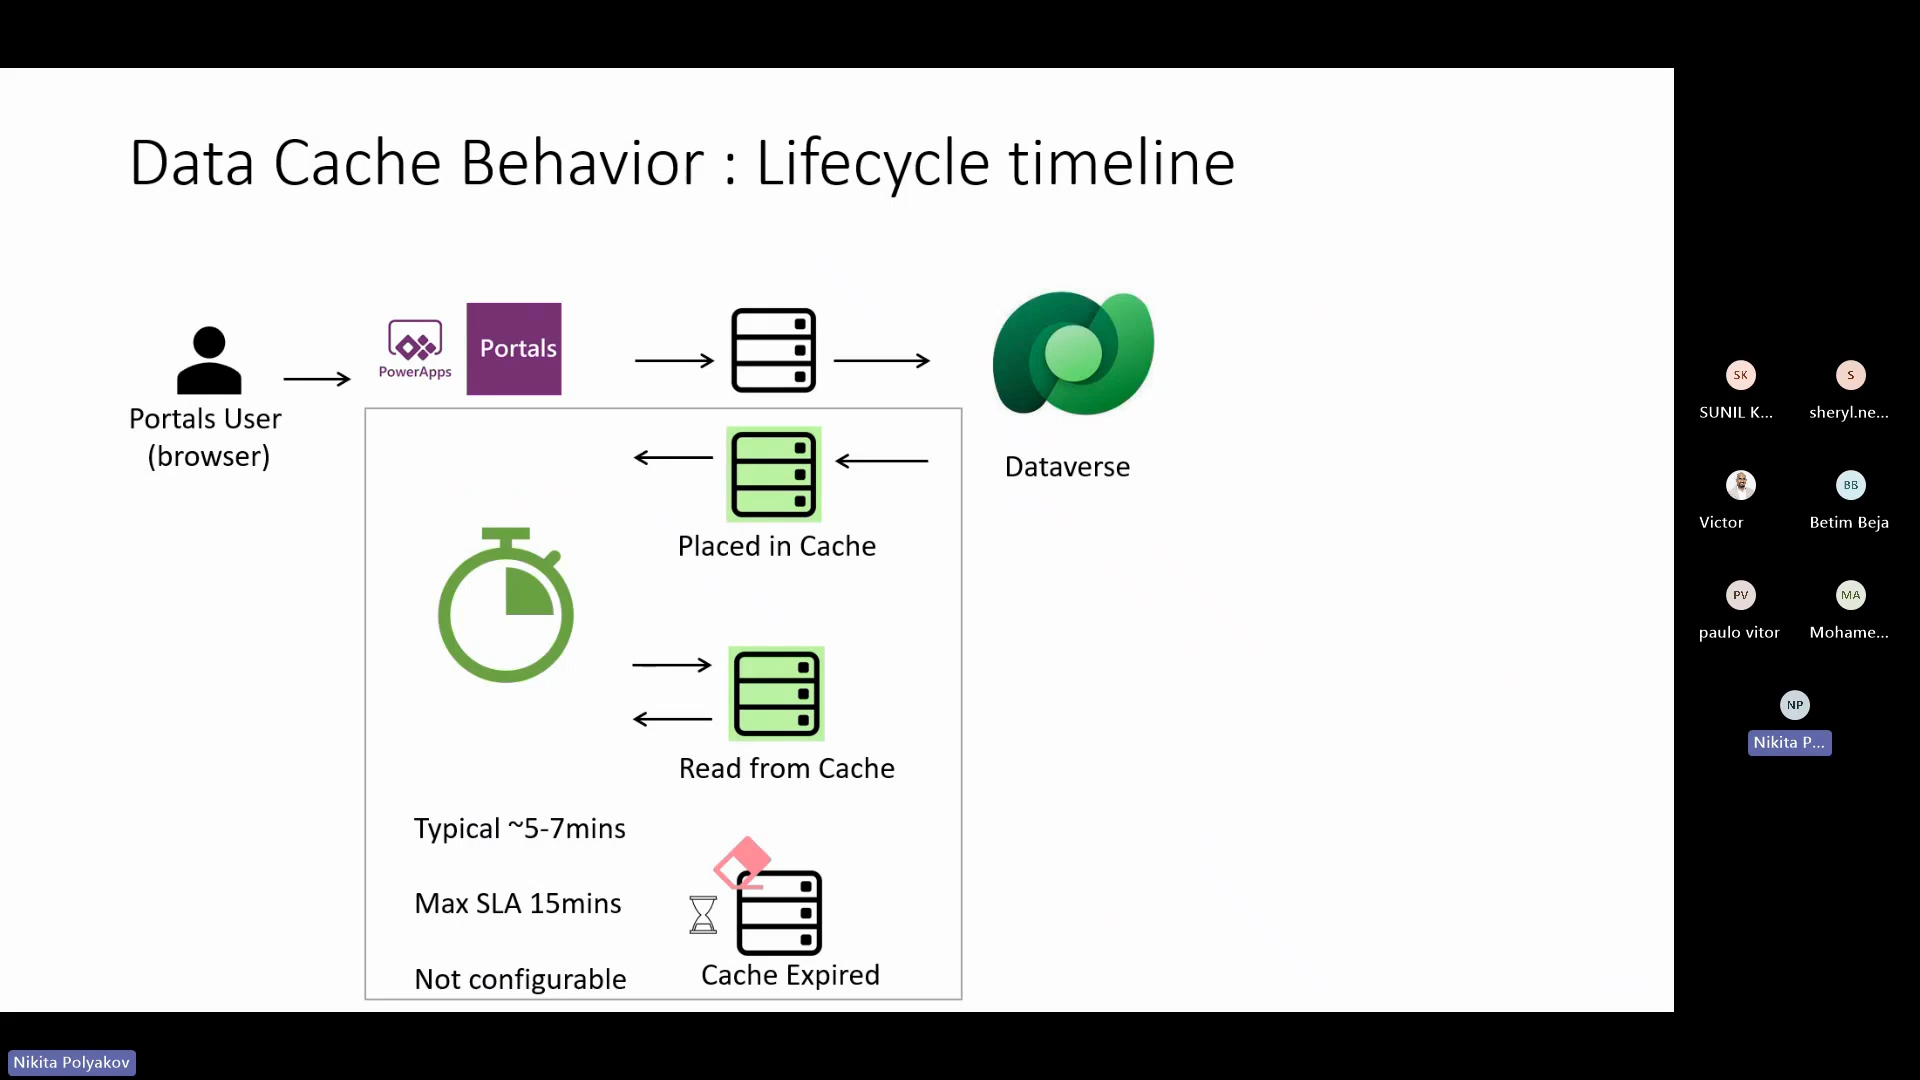 Data Cache Behavior : Lifecycle timeline
Portals User
(browser)
PowerApps
Portals
Dataverse
Placed in Cache
Read from Cache
Typical ~5-7mins
Max SLA 15mins
Not configurable
Cache Expired
SK
SUNIL K...
S
sheryl.ne...
Victor
BB
Betim Beja
PV
paulo vitor
MA
Mohame...
NP
Nikita P...
Nikita Polyakov